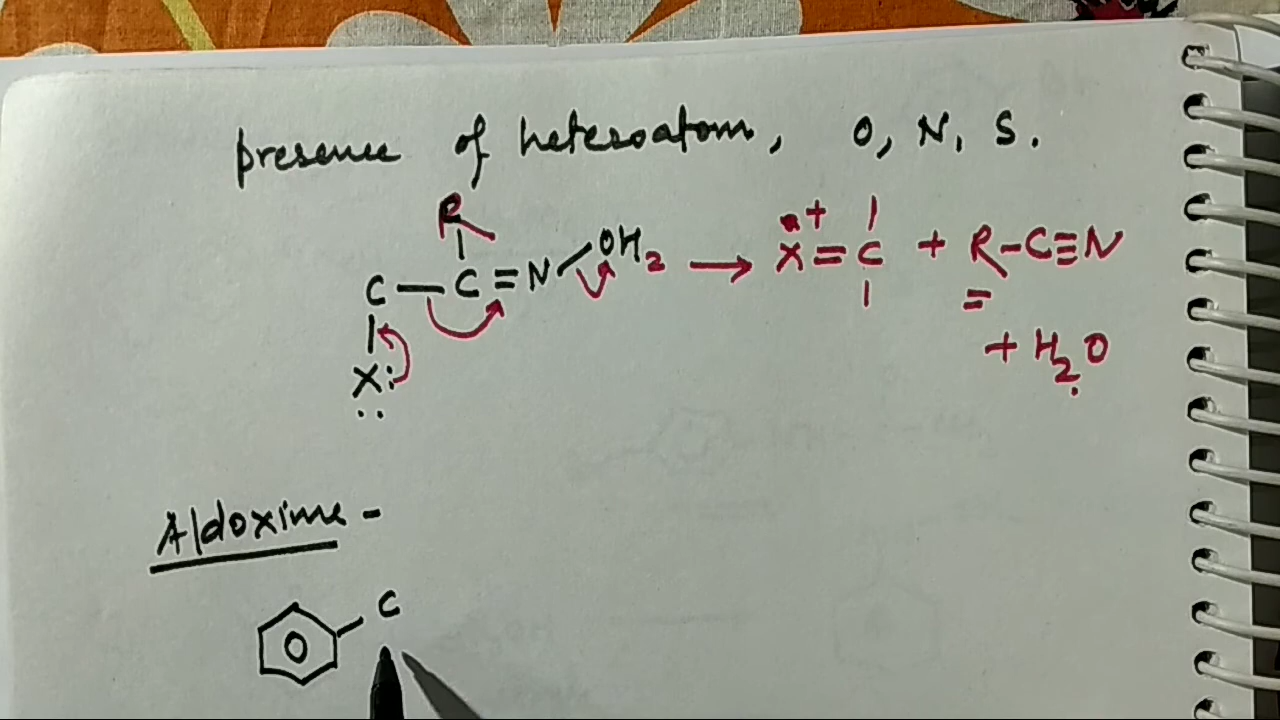 presence of heteroatom, O, N, S.
R
C — C = N OH2 → X+ = C + R-C≡N
X:
+ H2O
Aldoxime -
C